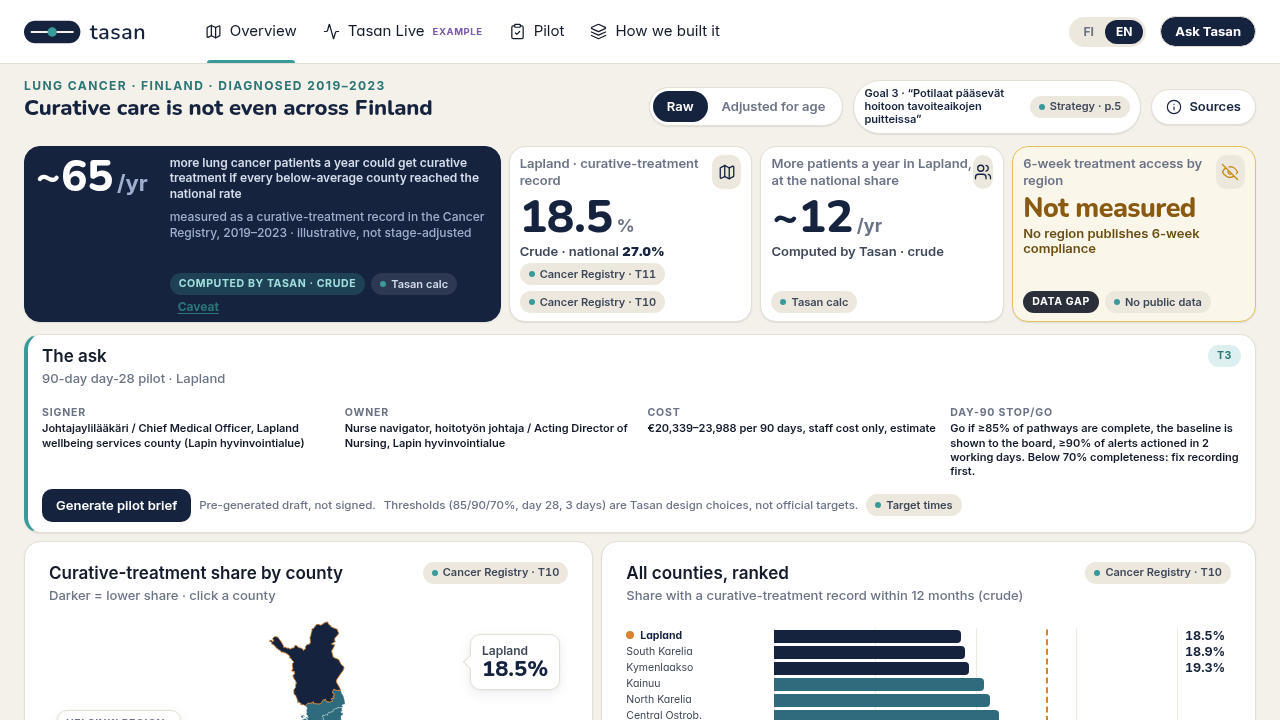 tasan
Overview
Tasan Live EXAMPLE
Pilot
How we built it
FI
EN
Ask Tasan
LUNG CANCER · FINLAND · DIAGNOSED 2019–2023
Curative care is not even across Finland
Raw
Adjusted for age
Goal 3 · “Potilaat pääsevät
hoitoon tavoiteaikojen
puitteissa”
Strategy · p.5
Sources
~65 /yr
more lung cancer patients a year could get curative
treatment if every below-average county reached the
national rate
measured as a curative-treatment record in the Cancer
Registry, 2019–2023 · illustrative, not stage-adjusted
COMPUTED BY TASAN · CRUDE
Tasan calc
Caveat
Lapland · curative-treatment
record
18.5 %
Crude · national 27.0%
Cancer Registry · T11
Cancer Registry · T10
More patients a year in Lapland,
at the national share
~12 /yr
Computed by Tasan · crude
Tasan calc
6-week treatment access by
region
Not measured
No region publishes 6-week
compliance
DATA GAP
No public data
The ask
T3
90-day day-28 pilot · Lapland
SIGNER
Johtajaylilääkäri / Chief Medical Officer, Lapland
wellbeing services county (Lapin hyvinvointialue)
OWNER
Nurse navigator, hoitotyön johtaja / Acting Director of
Nursing, Lapin hyvinvointialue
COST
€20,339–23,988 per 90 days, staff cost only, estimate
DAY-90 STOP/GO
Go if ≥85% of pathways are complete, the baseline is
shown to the board, ≥90% of alerts actioned in 2
working days. Below 70% completeness: fix recording
first.
Generate pilot brief
Pre-generated draft, not signed.
Thresholds (85/90/70%, day 28, 3 days) are Tasan design choices, not official targets.
Target times
Curative-treatment share by county
Cancer Registry · T10
Darker = lower share · click a county
Lapland
18.5%
All counties, ranked
Cancer Registry · T10
Share with a curative-treatment record within 12 months (crude)
Lapland 18.5%
South Karelia 18.9%
Kymenlaakso 19.3%
Kainuu
North Karelia
Central Ostrob.